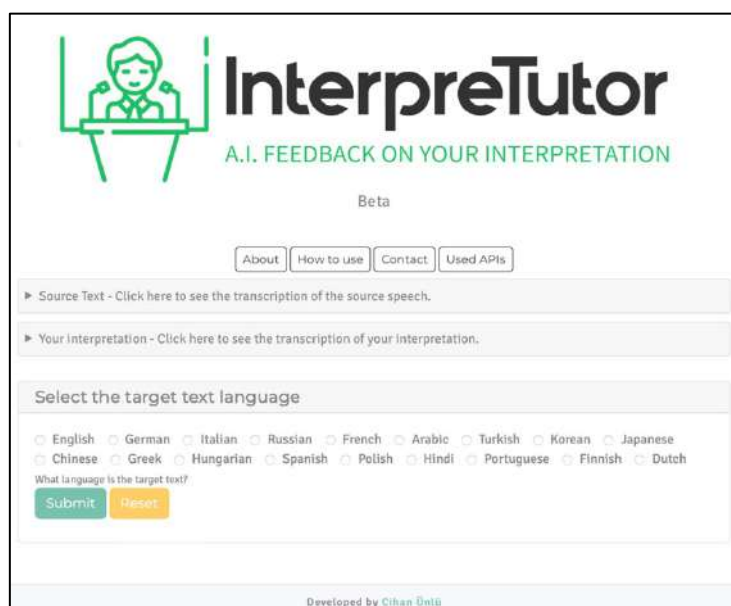 InterpreTutor
A.I. FEEDBACK ON YOUR INTERPRETATION
Beta
About How to use Contact Used APIs
▶ Source Text - Click here to see the transcription of the source speech.
▶ Your interpretation - Click here to see the transcription of your interpretation.
Select the target text language
English German Italian Russian French Arabic Turkish Korean Japanese
Chinese Greek Hungarian Spanish Polish Hindi Portuguese Finnish Dutch
What language is the target text?
Submit Reset
Developed by Cihan Ünlü